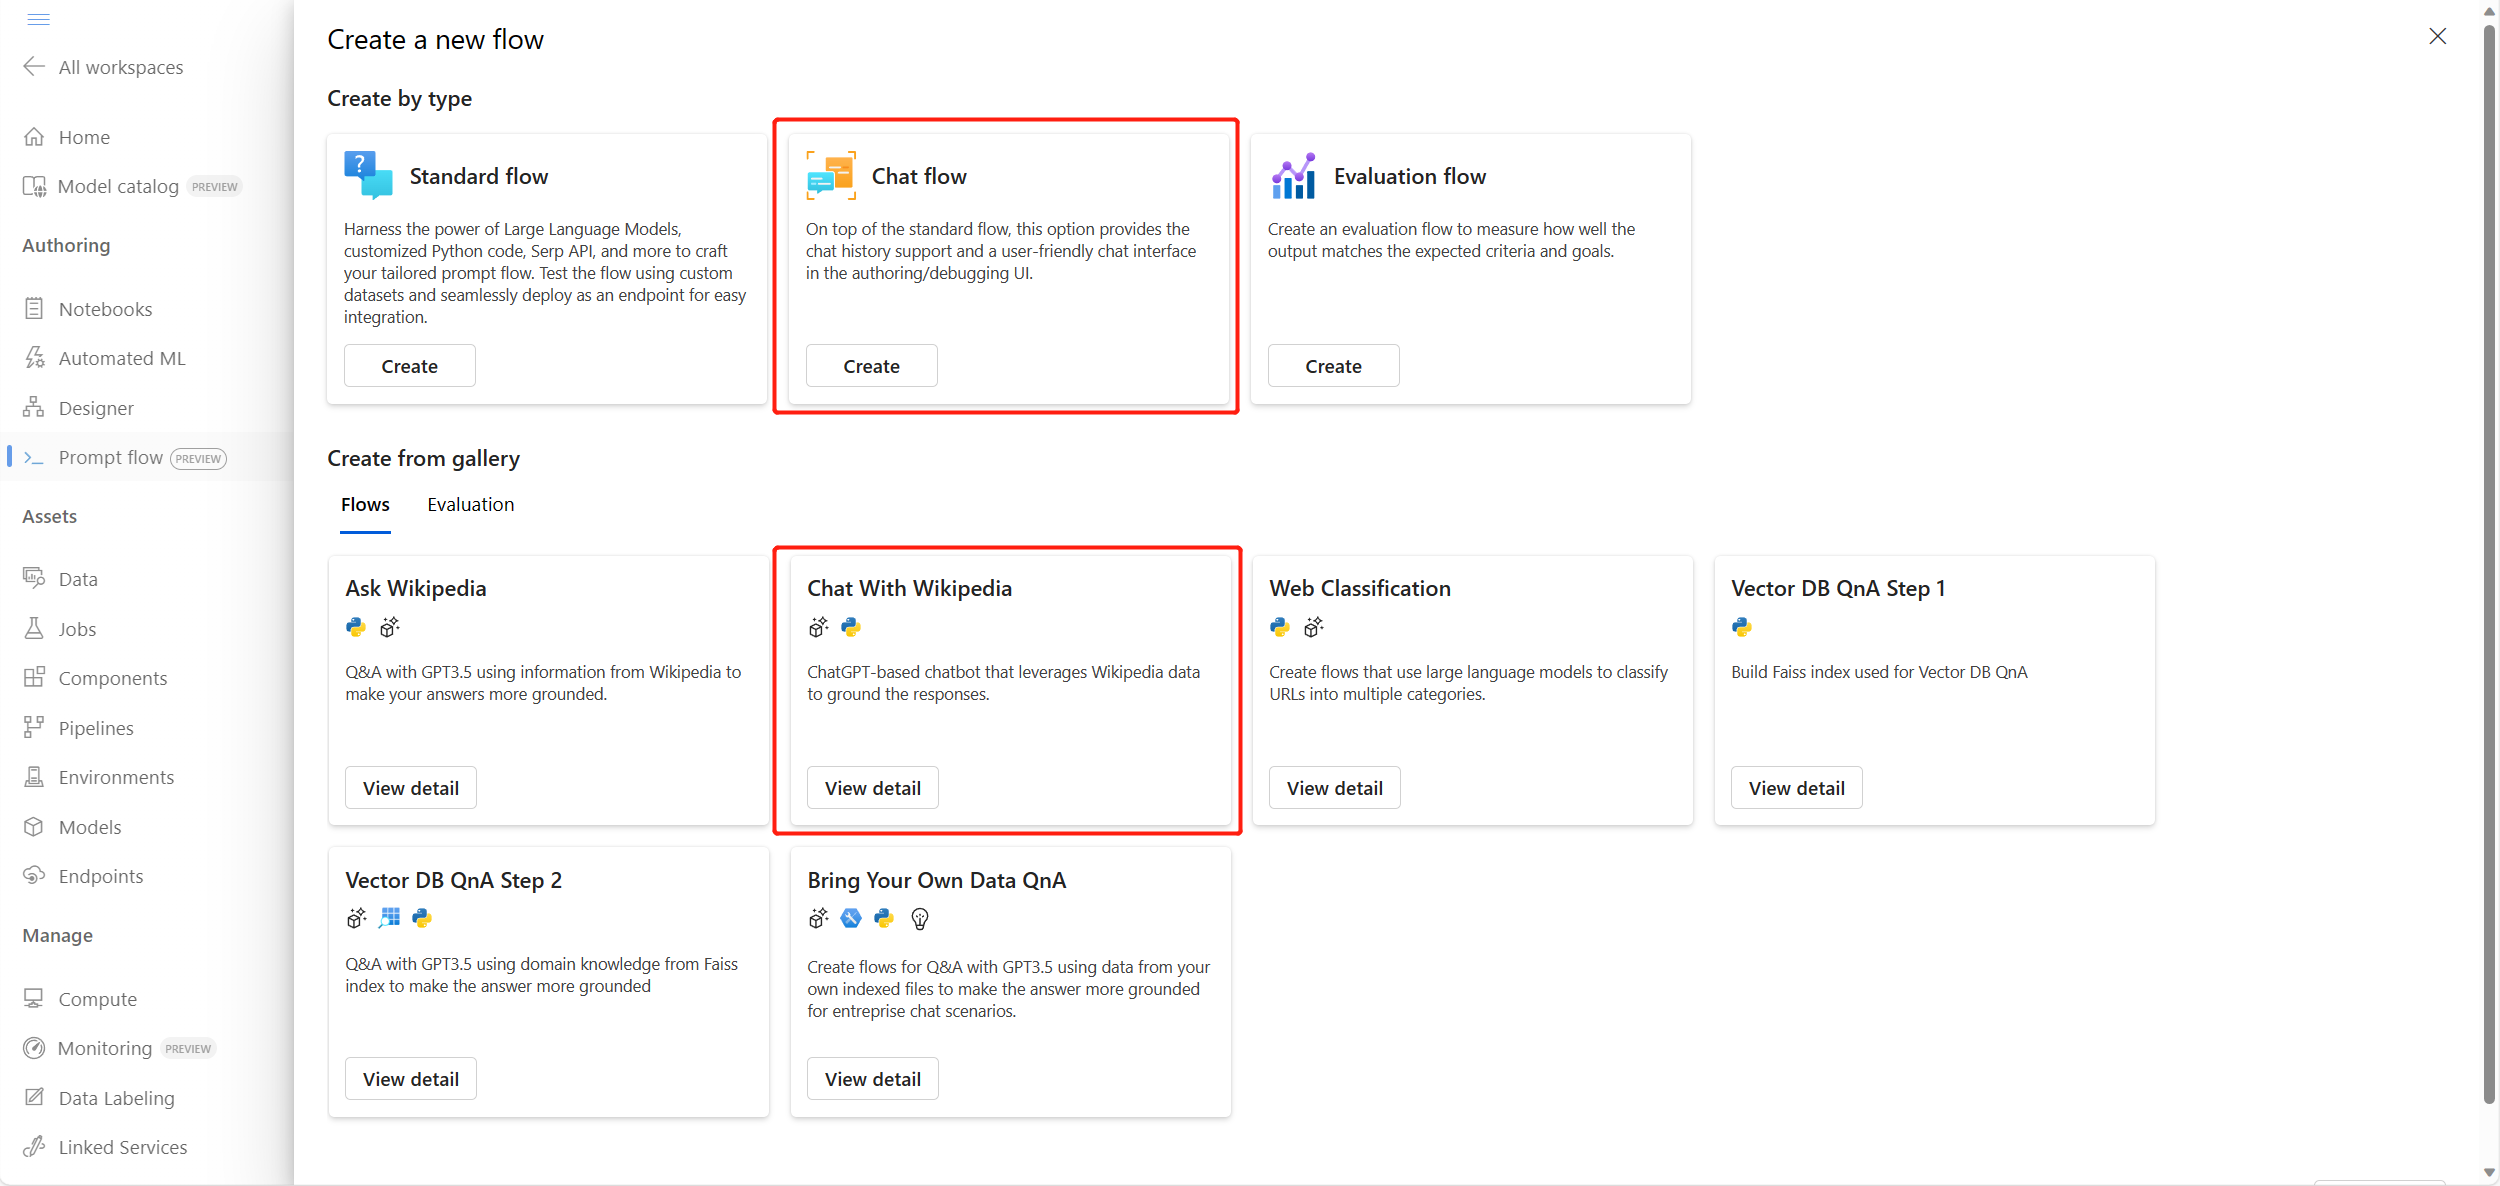 All workspaces
Home
Model catalog PREVIEW
Authoring
Notebooks
Automated ML
Designer
Prompt flow PREVIEW
Assets
Data
Jobs
Components
Pipelines
Environments
Models
Endpoints
Manage
Compute
Monitoring PREVIEW
Data Labeling
Linked Services
Create a new flow
Create by type
Standard flow
Harness the power of Large Language Models,
customized Python code, Serp API, and more to craft
your tailored prompt flow. Test the flow using custom
datasets and seamlessly deploy as an endpoint for easy
integration.
Create
Chat flow
On top of the standard flow, this option provides the
chat history support and a user-friendly chat interface
in the authoring/debugging UI.
Create
Evaluation flow
Create an evaluation flow to measure how well the
output matches the expected criteria and goals.
Create
Create from gallery
Flows
Evaluation
Ask Wikipedia
Q&A with GPT3.5 using information from Wikipedia to
make your answers more grounded.
View detail
Chat With Wikipedia
ChatGPT-based chatbot that leverages Wikipedia data
to ground the responses.
View detail
Web Classification
Create flows that use large language models to classify
URLs into multiple categories.
View detail
Vector DB QnA Step 1
Build Faiss index used for Vector DB QnA
View detail
Vector DB QnA Step 2
Q&A with GPT3.5 using domain knowledge from Faiss
index to make the answer more grounded
View detail
Bring Your Own Data QnA
Create flows for Q&A with GPT3.5 using data from your
own indexed files to make the answer more grounded
for entreprise chat scenarios.
View detail